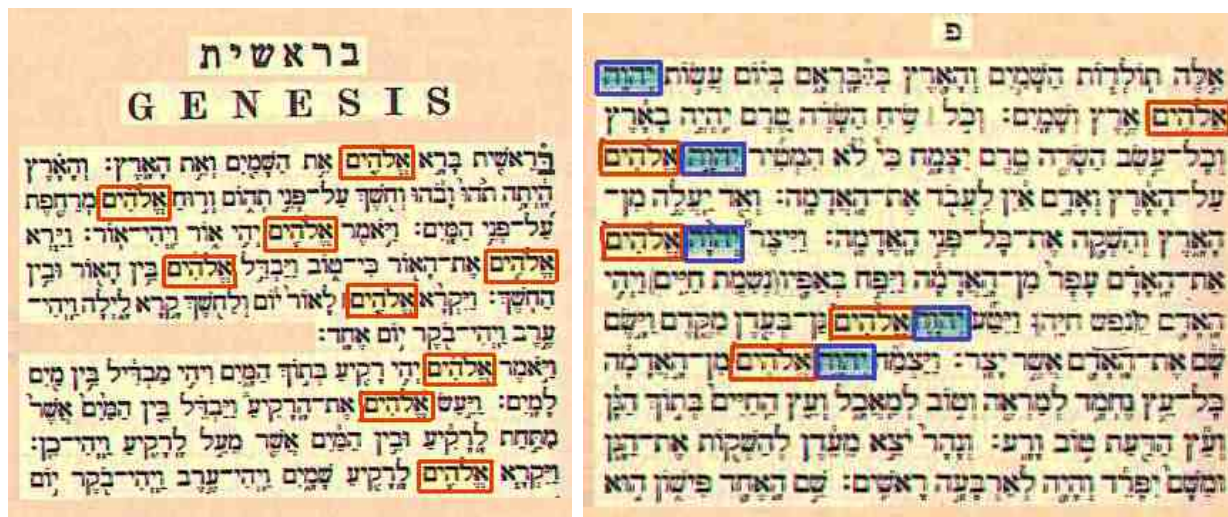 בראשית
GENESIS
בְּרֵאשִׁית בָּרָא אֱלֹהִים אֵת הַשָּׁמַיִם וְאֵת הָאָרֶץ: וְהָאָרֶץ
הָיְתָה תֹהוּ וָבֹהוּ וְחֹשֶׁךְ עַל־פְּנֵי תְהוֹם וְרוּחַ אֱלֹהִים מְרַחֶפֶת
עַל־פְּנֵי הַמָּיִם: וַיֹּאמֶר אֱלֹהִים יְהִי אוֹר וַיְהִי־אוֹר: וַיַּרְא
אֱלֹהִים אֶת־הָאוֹר כִּי־טוֹב וַיַּבְדֵּל אֱלֹהִים בֵּין הָאוֹר וּבֵין
הַחֹשֶׁךְ: וַיִּקְרָא אֱלֹהִים לָאוֹר יוֹם וְלַחֹשֶׁךְ קָרָא לָיְלָה וַיְהִי־
עֶרֶב וַיְהִי־בֹקֶר יוֹם אֶחָד:
וַיֹּאמֶר אֱלֹהִים יְהִי רָקִיעַ בְּתוֹךְ הַמָּיִם וִיהִי מַבְדִּיל בֵּין מַיִם
לָמָיִם: וַיַּעַשׂ אֱלֹהִים אֶת־הָרָקִיעַ וַיַּבְדֵּל בֵּין הַמַּיִם אֲשֶׁר
מִתַּחַת לָרָקִיעַ וּבֵין הַמַּיִם אֲשֶׁר מֵעַל לָרָקִיעַ וַיְהִי־כֵן:
וַיִּקְרָא אֱלֹהִים לָרָקִיעַ שָׁמָיִם וַיְהִי־עֶרֶב וַיְהִי־בֹקֶר יוֹם
פ
אֵלֶּה תוֹלְדוֹת הַשָּׁמַיִם וְהָאָרֶץ בְּהִבָּרְאָם בְּיוֹם עֲשׂוֹת יְהוָה
אֱלֹהִים אֶרֶץ וְשָׁמָיִם: וְכֹל ׀ שִׂיחַ הַשָּׂדֶה טֶרֶם יִהְיֶה בָאָרֶץ
וְכָל־עֵשֶׂב הַשָּׂדֶה טֶרֶם יִצְמָח כִּי לֹא הִמְטִיר יְהוָה אֱלֹהִים
עַל־הָאָרֶץ וְאָדָם אַיִן לַעֲבֹד אֶת־הָאֲדָמָה: וְאֵד יַעֲלֶה מִן־
הָאָרֶץ וְהִשְׁקָה אֶת־כָּל־פְּנֵי הָאֲדָמָה: וַיִּיצֶר יְהוָה אֱלֹהִים
אֶת־הָאָדָם עָפָר מִן־הָאֲדָמָה וַיִּפַּח בְּאַפָּיו נִשְׁמַת חַיִּים וַיְהִי
הָאָדָם לְנֶפֶשׁ חַיָּה: וַיִּטַּע יְהוָה אֱלֹהִים גַּן־בְּעֵדֶן מִקֶּדֶם וַיָּשֶׂם
שָׁם אֶת־הָאָדָם אֲשֶׁר יָצָר: וַיַּצְמַח יְהוָה אֱלֹהִים מִן־הָאֲדָמָה
כָּל־עֵץ נֶחְמָד לְמַרְאֶה וְטוֹב לְמַאֲכָל וְעֵץ הַחַיִּים בְּתוֹךְ הַגָּן
וְעֵץ הַדַּעַת טוֹב וָרָע: וְנָהָר יֹצֵא מֵעֵדֶן לְהַשְׁקוֹת אֶת־הַגָּן
וּמִשָּׁם יִפָּרֵד וְהָיָה לְאַרְבָּעָה רָאשִׁים: שֵׁם הָאֶחָד פִּישׁוֹן הוּא